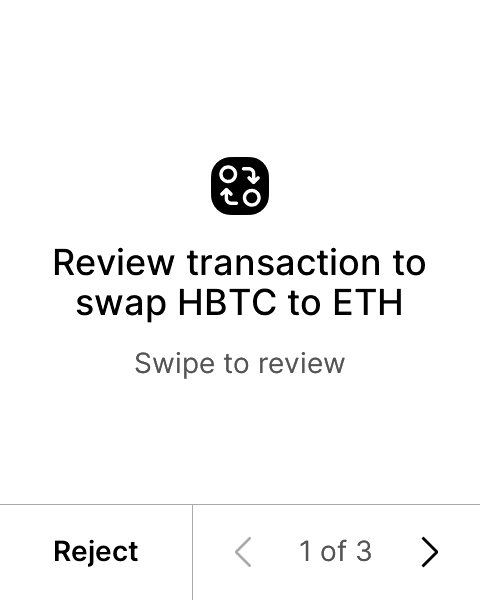 Review transaction to
swap HBTC to ETH
Swipe to review
Reject
1 of 3